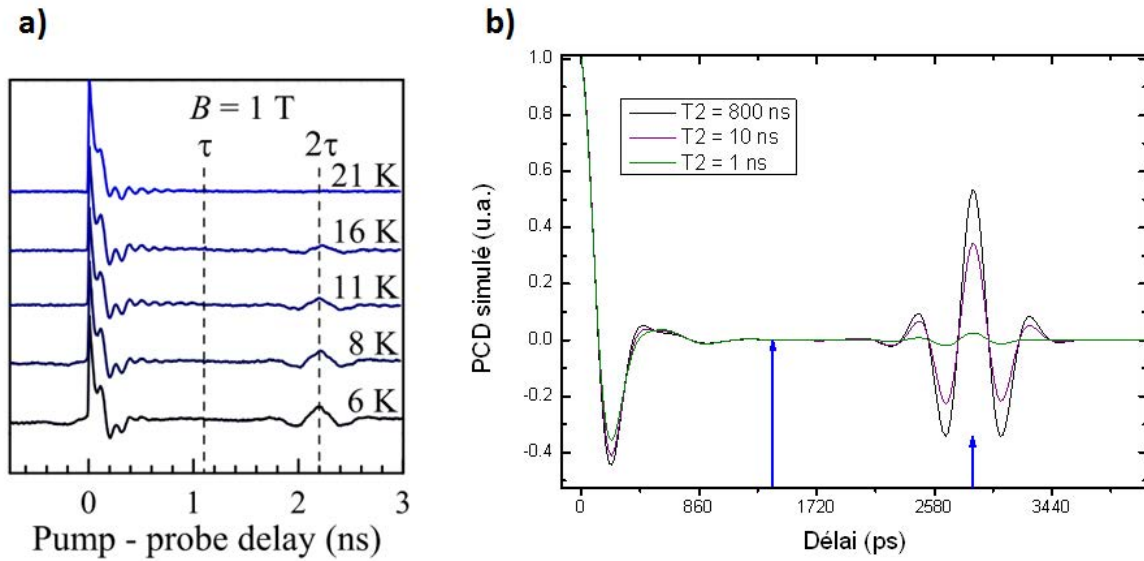 a)
B = 1 T
τ
2τ
21 K
16 K
11 K
8 K
6 K
0
1
2
3
Pump - probe delay (ns)
b)
1.0
0.8
0.6
0.4
0.2
0.0
-0.2
-0.4
PCD simulé (u.a.)
T2 = 800 ns
T2 = 10 ns
T2 = 1 ns
0
860
1720
2580
3440
Délai (ps)